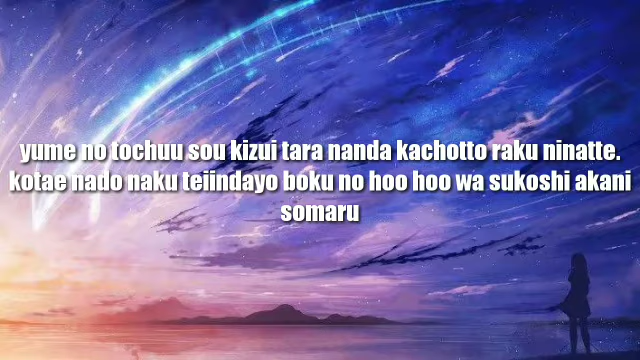 yume no tochuu sou kizui tara nanda kachotto raku ninatte.
kotae nado naku teiindayo boku no hoo hoo wa sukoshi akani
somaru